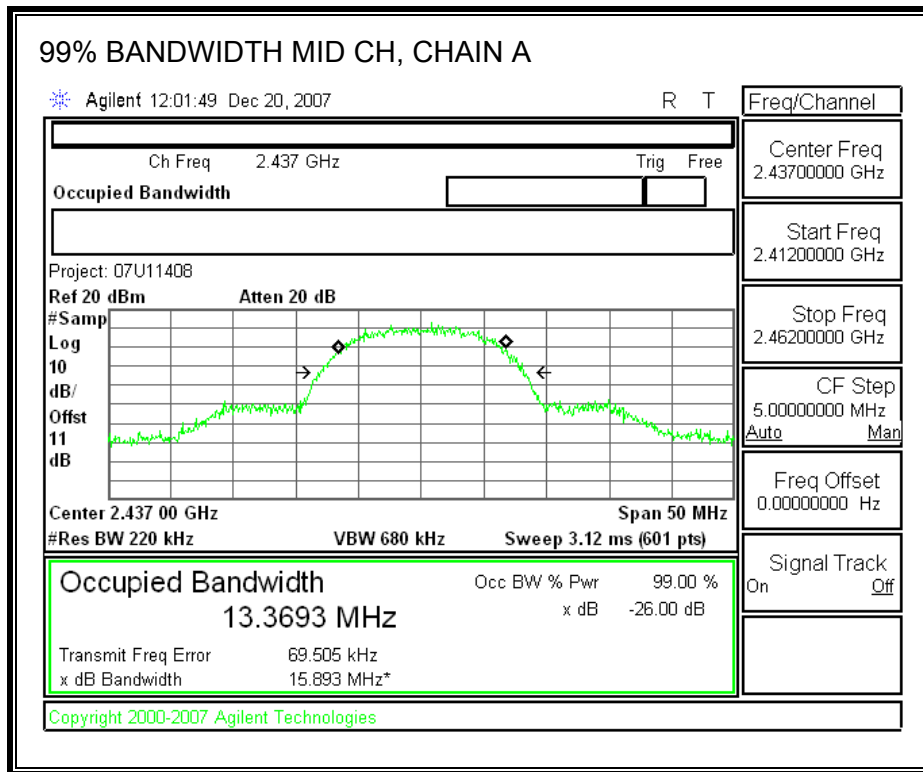 99% BANDWIDTH MID CH, CHAIN A
Agilent 12:01:49 Dec 20, 2007 R T
Ch Freq 2.437 GHz Trig Free
Occupied Bandwidth
Project: 07U11408
Ref 20 dBm Atten 20 dB
#Samp
Log
10
dB/
Offst
11
dB
Center 2.437 00 GHz Span 50 MHz
#Res BW 220 kHz VBW 680 kHz Sweep 3.12 ms (601 pts)
Occupied Bandwidth Occ BW % Pwr 99.00 %
13.3693 MHz x dB -26.00 dB
Transmit Freq Error 69.505 kHz
x dB Bandwidth 15.893 MHz*
Copyright 2000-2007 Agilent Technologies
Freq/Channel
Center Freq
2.43700000 GHz
Start Freq
2.41200000 GHz
Stop Freq
2.46200000 GHz
CF Step
5.00000000 MHz
Auto Man
Freq Offset
0.00000000 Hz
Signal Track
On Off